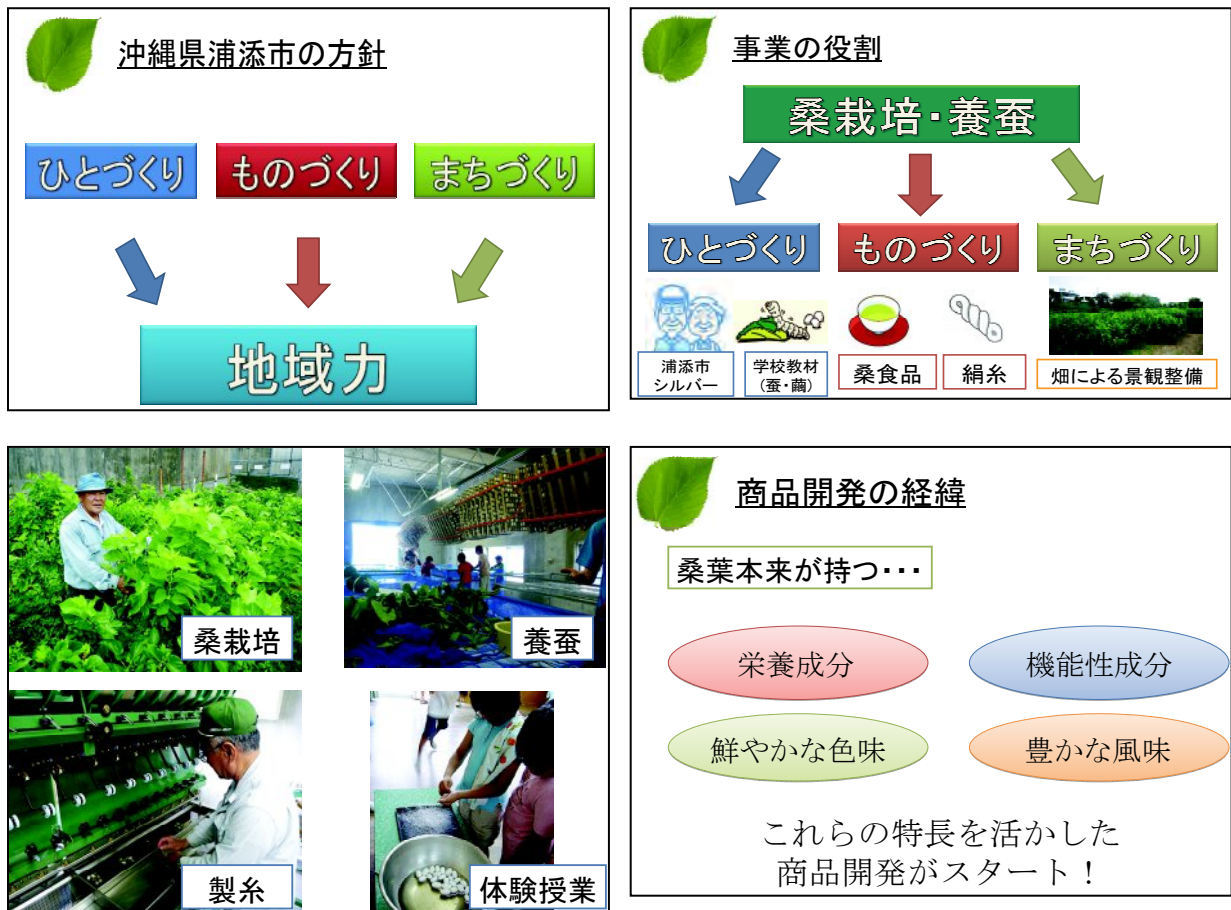 沖縄県浦添市の方針
ひとづくり
ものづくり
まちづくり
地域力
事業の役割
桑栽培・養蚕
ひとづくり
ものづくり
まちづくり
浦添市
シルバー
学校教材
(蚕・繭)
桑食品
絹糸
畑による景観整備
桑栽培
養蚕
製糸
体験授業
商品開発の経緯
桑葉本来が持つ・・・
栄養成分
機能性成分
鮮やかな色味
豊かな風味
これらの特長を活かした
商品開発がスタート！